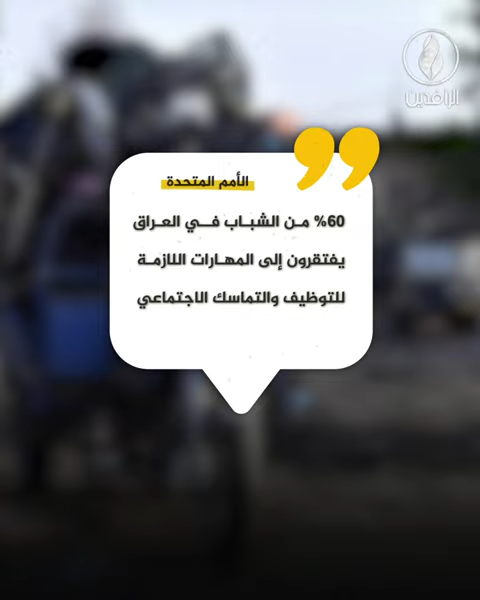 الرافدين
الأمم المتحدة
60% من الشباب في العراق
يفتقرون إلى المهارات اللازمة
للتوظيف والتماسك الاجتماعي